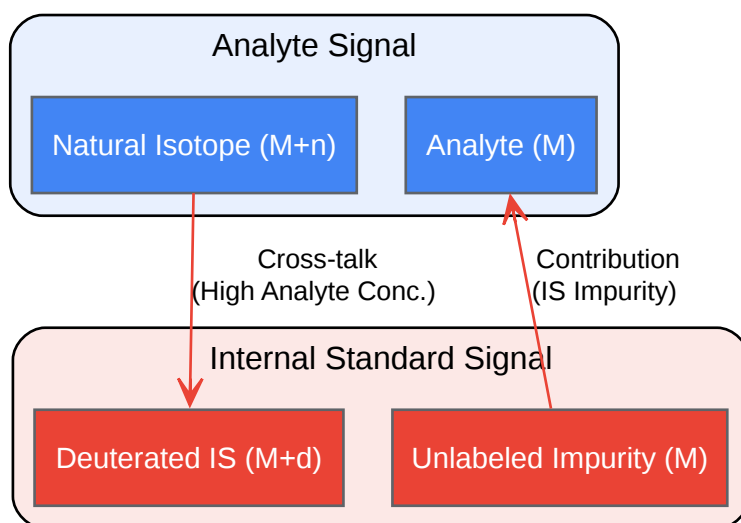 Analyte Signal
Natural Isotope (M+n)
Analyte (M)
Cross-talk
(High Analyte Conc.)
Contribution
(IS Impurity)
Internal Standard Signal
Deuterated IS (M+d)
Unlabeled Impurity (M)